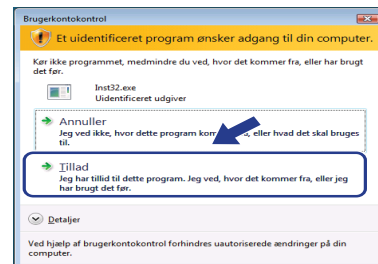 Brugerkontokontrol
Et uidentificeret program ønsker adgang til din computer.
Kør ikke programmet, medmindre du ved, hvor det kommer fra, eller har brugt
det før.
Inst32.exe
Uidentificeret udgiver
Annuller
Jeg ved ikke, hvor dette program kom fra, eller hvad det skal bruges
til.
Tillad
Jeg har tillid til dette program. Jeg ved, hvor det kommer fra, eller jeg
har brugt det før.
Detaljer
Ved hjælp af brugerkontokontrol forhindres uautoriserede ændringer på din
computer.